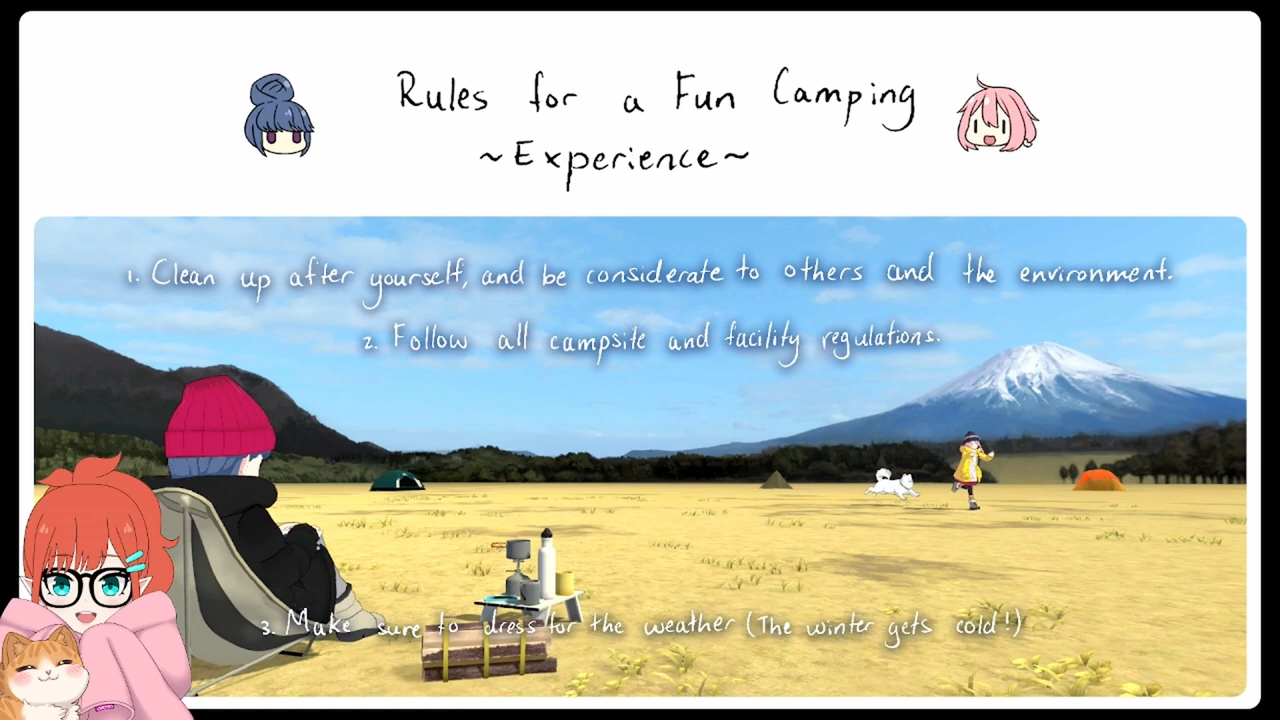 Rules for a Fun Camping
~Experience~
1. Clean up after yourself, and be considerate to others and the environment.
2. Follow all campsite and facility regulations.
3. Make sure to dress for the weather (The winter gets cold!)